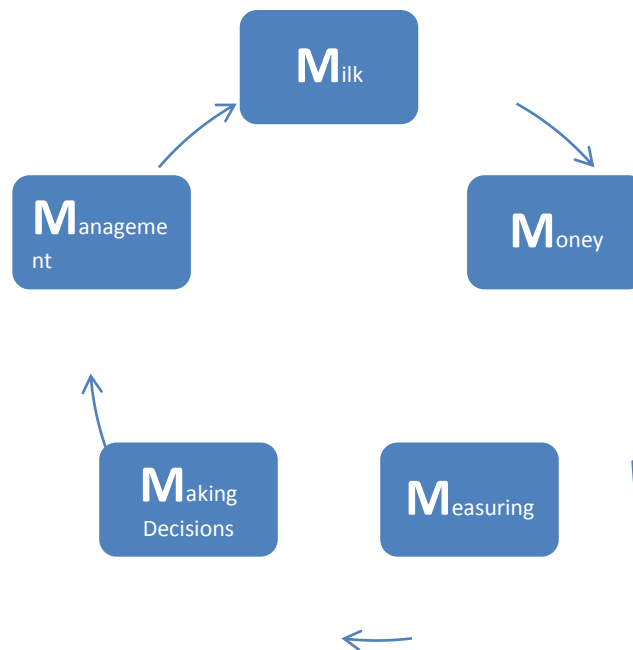 Milk
Money
Measuring
Making
Decisions
Manageme
nt